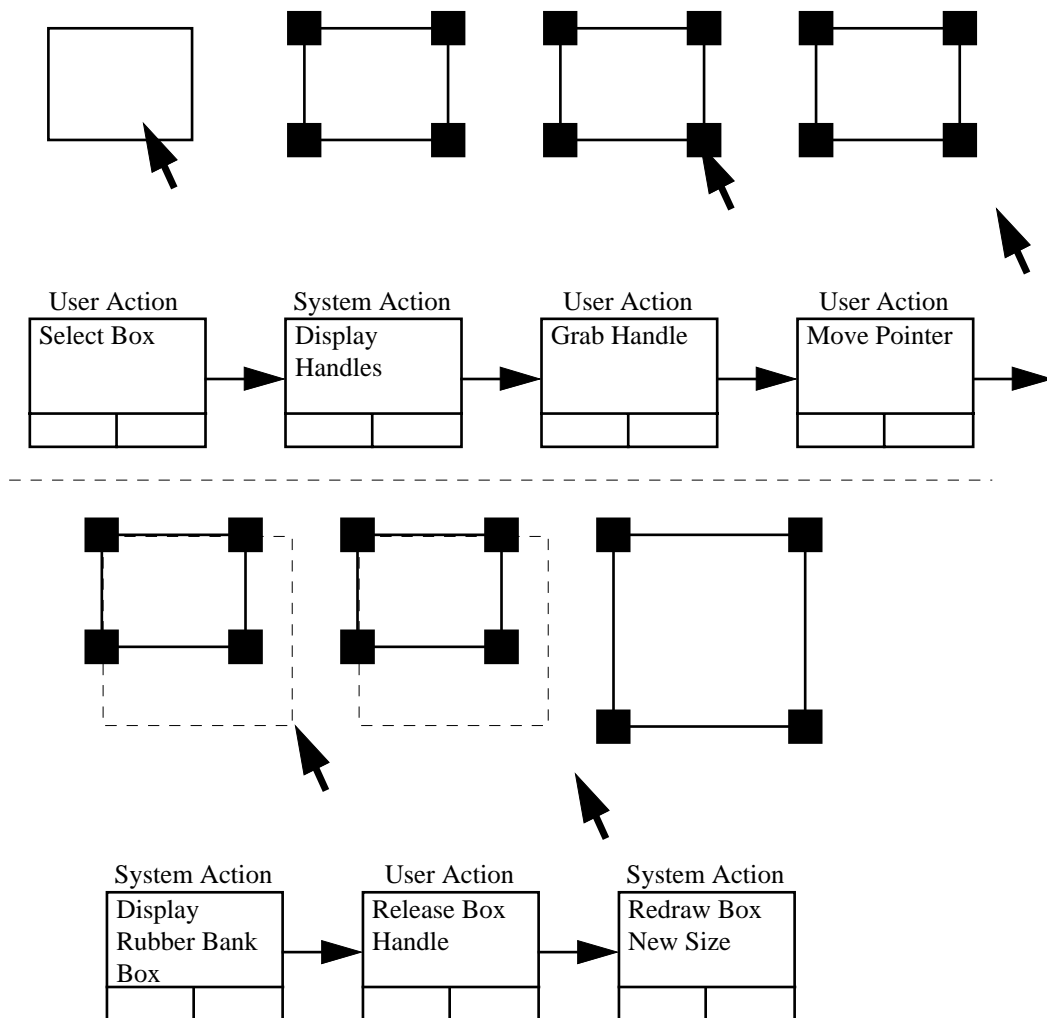 User Action
System Action
User Action
User Action
Select Box
Display
Handles
Grab Handle
Move Pointer
System Action
User Action
System Action
Display
Rubber Bank
Box
Release Box
Handle
Redraw Box
New Size